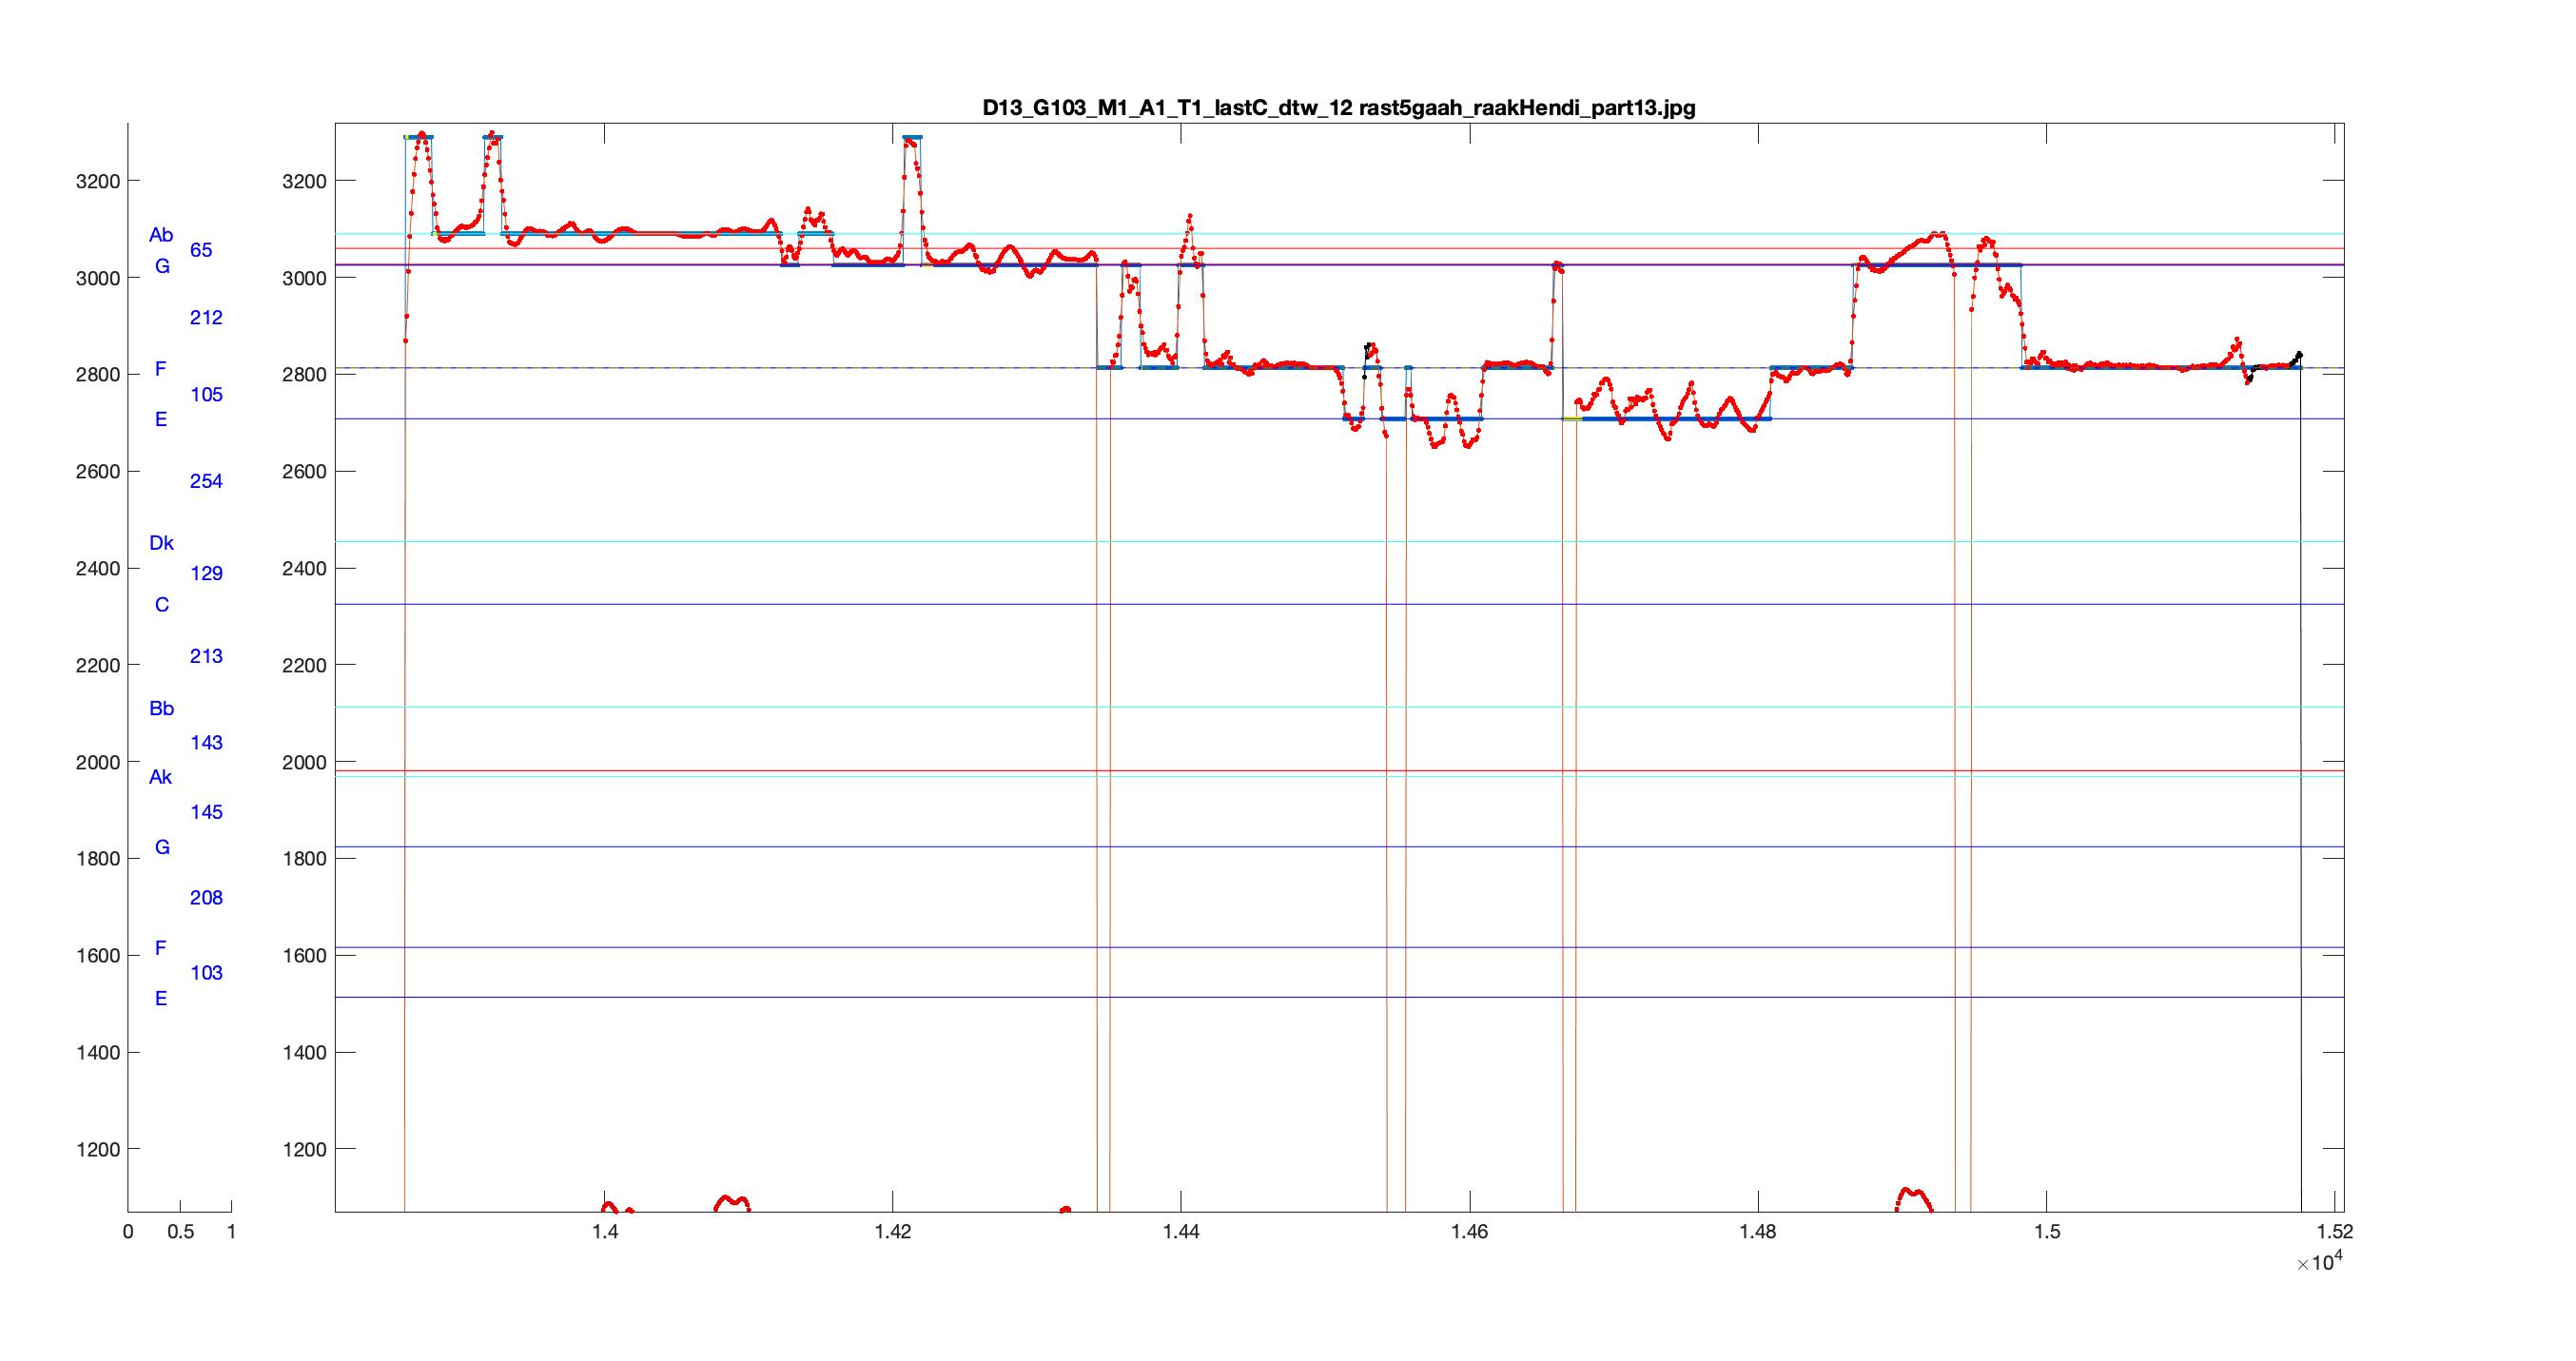 D13_G103_M1_A1_T1_lastC_dtw_12 rast5gaah_raakHendi_part13.jpg
3200 3200
Ab
65
G
3000 3000
212
F
2800 2800
105
E
2600 2600
254
Dk
2400 2400
129
C
2200 2200
213
Bb
143
2000 2000
Ak
145
G
1800 1800
208
F
1600 1600
103
E
1400 1400
1200 1200
0 0.5 1 1.4 1.42 1.44 1.46 1.48 1.5 1.52
×10^4